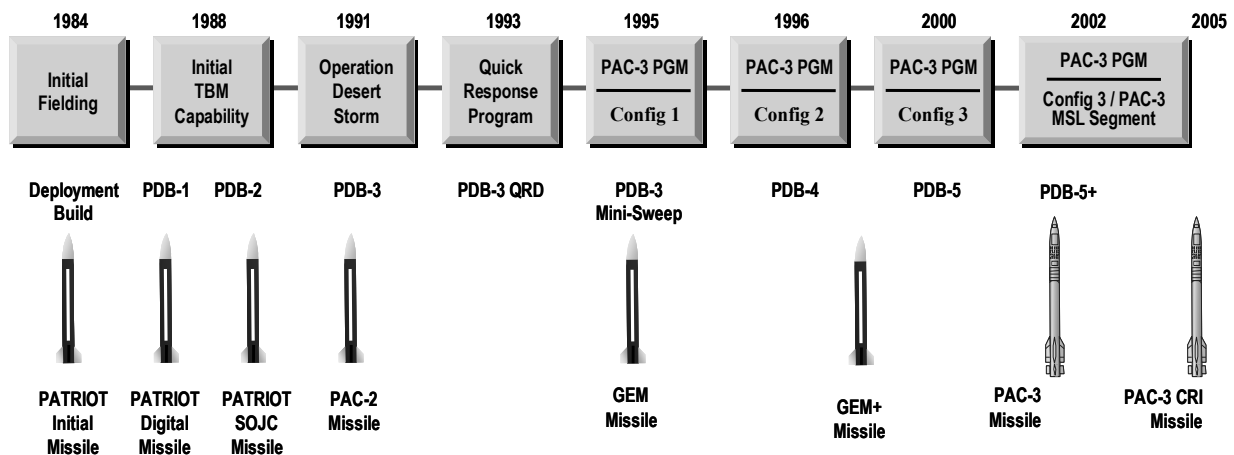 1984 1988 1991 1993 1995 1996 2000 2002 2005
Initial
Fielding
Initial
TBM
Capability
Operation
Desert
Storm
Quick
Response
Program
PAC-3 PGM
Config 1
PAC-3 PGM
Config 2
PAC-3 PGM
Config 3
PAC-3 PGM
Config 3 / PAC-3
MSL Segment
Deployment
Build
PDB-1
PDB-2
PDB-3
PDB-3 QRD
PDB-3
Mini-Sweep
PDB-4
PDB-5
PDB-5+
PATRIOT
Initial
Missile
PATRIOT
Digital
Missile
PATRIOT
SOJC
Missile
PAC-2
Missile
GEM
Missile
GEM+
Missile
PAC-3
Missile
PAC-3 CRI
Missile